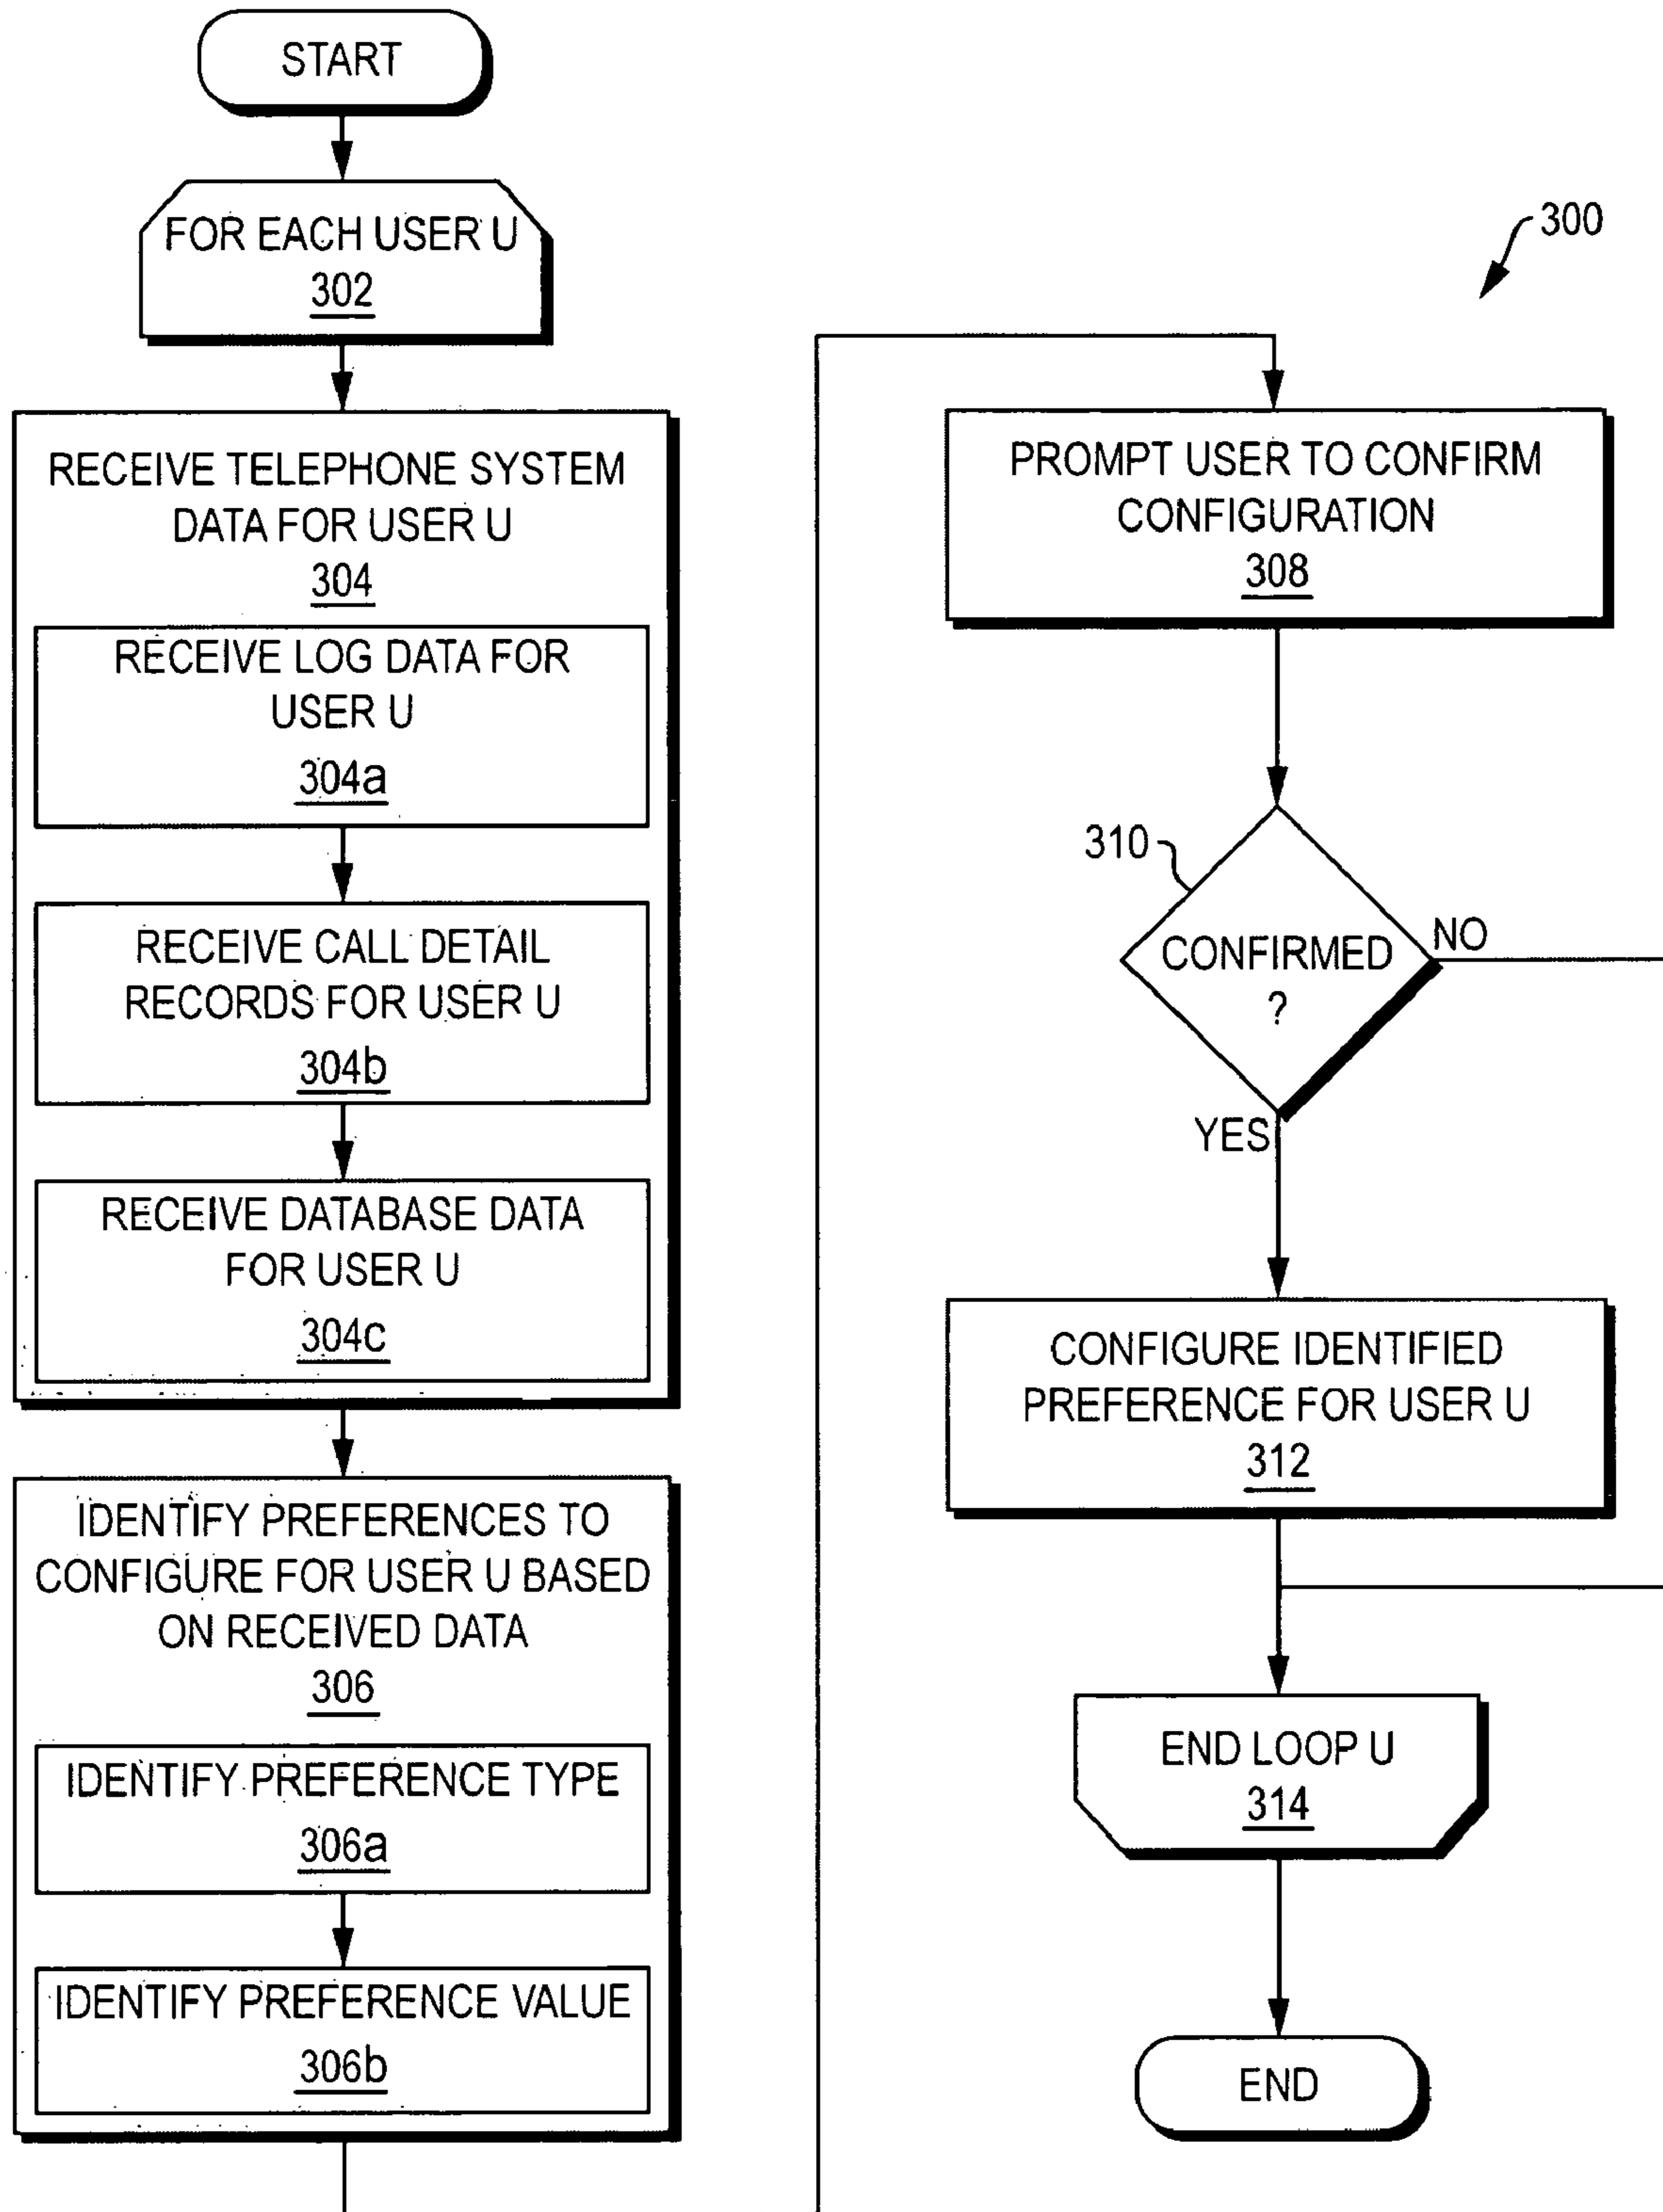 START
FOR EACH USER U
302
RECEIVE TELEPHONE SYSTEM
DATA FOR USER U
304
RECEIVE LOG DATA FOR
USER U
304a
RECEIVE CALL DETAIL
RECORDS FOR USER U
304b
RECEIVE DATABASE DATA
FOR USER U
304c
IDENTIFY PREFERENCES TO
CONFIGURE FOR USER U BASED
ON RECEIVED DATA
306
IDENTIFY PREFERENCE TYPE
306a
IDENTIFY PREFERENCE VALUE
306b
300
PROMPT USER TO CONFIRM
CONFIGURATION
308
310
CONFIRMED
?
NO
YES
CONFIGURE IDENTIFIED
PREFERENCE FOR USER U
312
END LOOP U
314
END